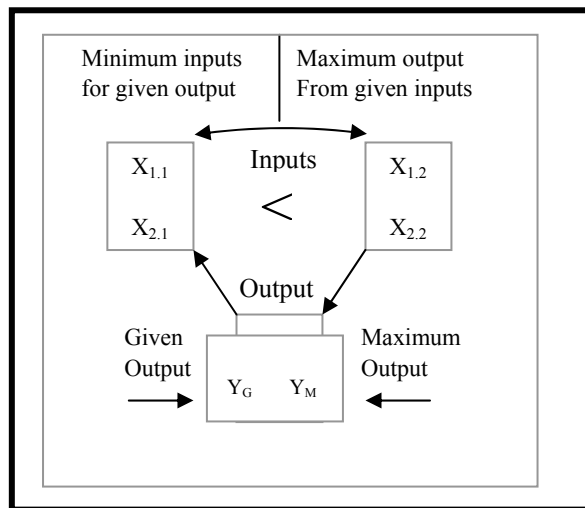 Minimum inputs
for given output
Maximum output
From given inputs
Inputs
X1.1
X2.1
<
X1.2
X2.2
Output
Given
Output
YG YM
Maximum
Output